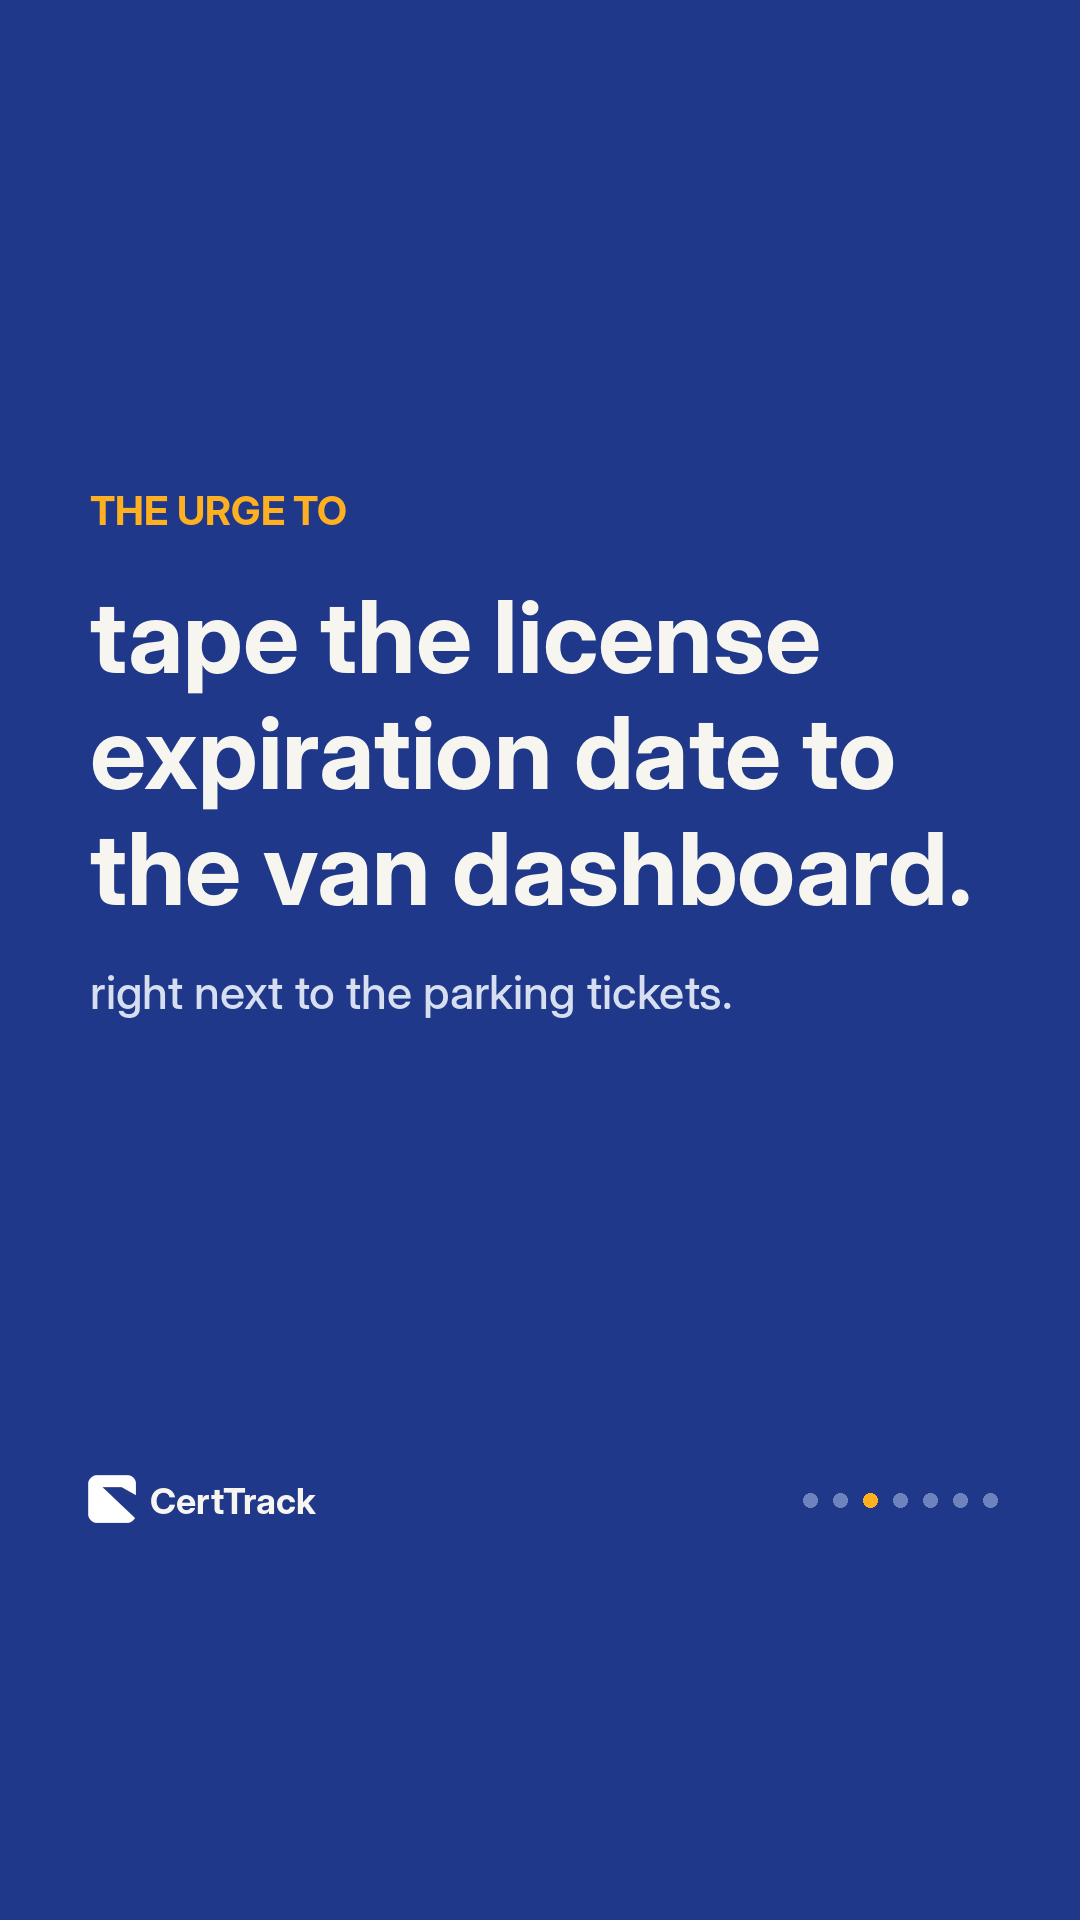 THE URGE TO
tape the license
expiration date to
the van dashboard.
right next to the parking tickets.
CertTrack